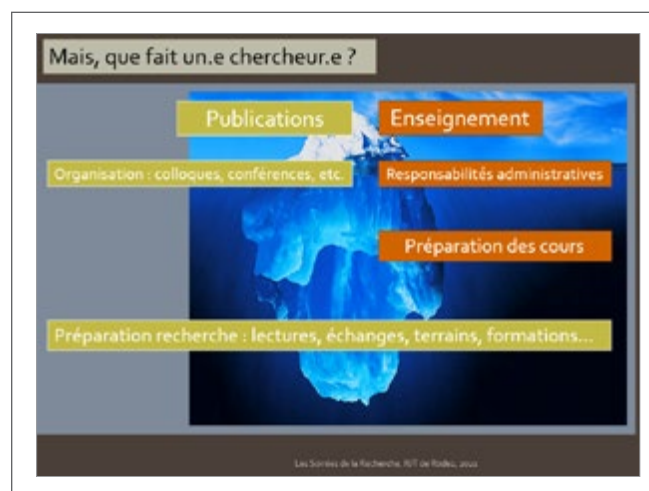 Mais, que fait un.e chercheur.e ?
Publications
Enseignement
Organisation : colloques, conférences, etc.
Responsabilités administratives
Préparation des cours
Préparation recherche : lectures, échanges, terrains, formations...
Les Soirées de la Recherche, IUT de Rodez, 2022